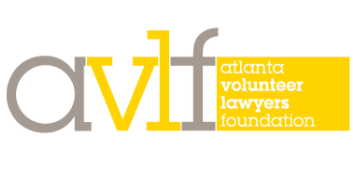 avlf
atlanta
volunteer
lawyers
foundation